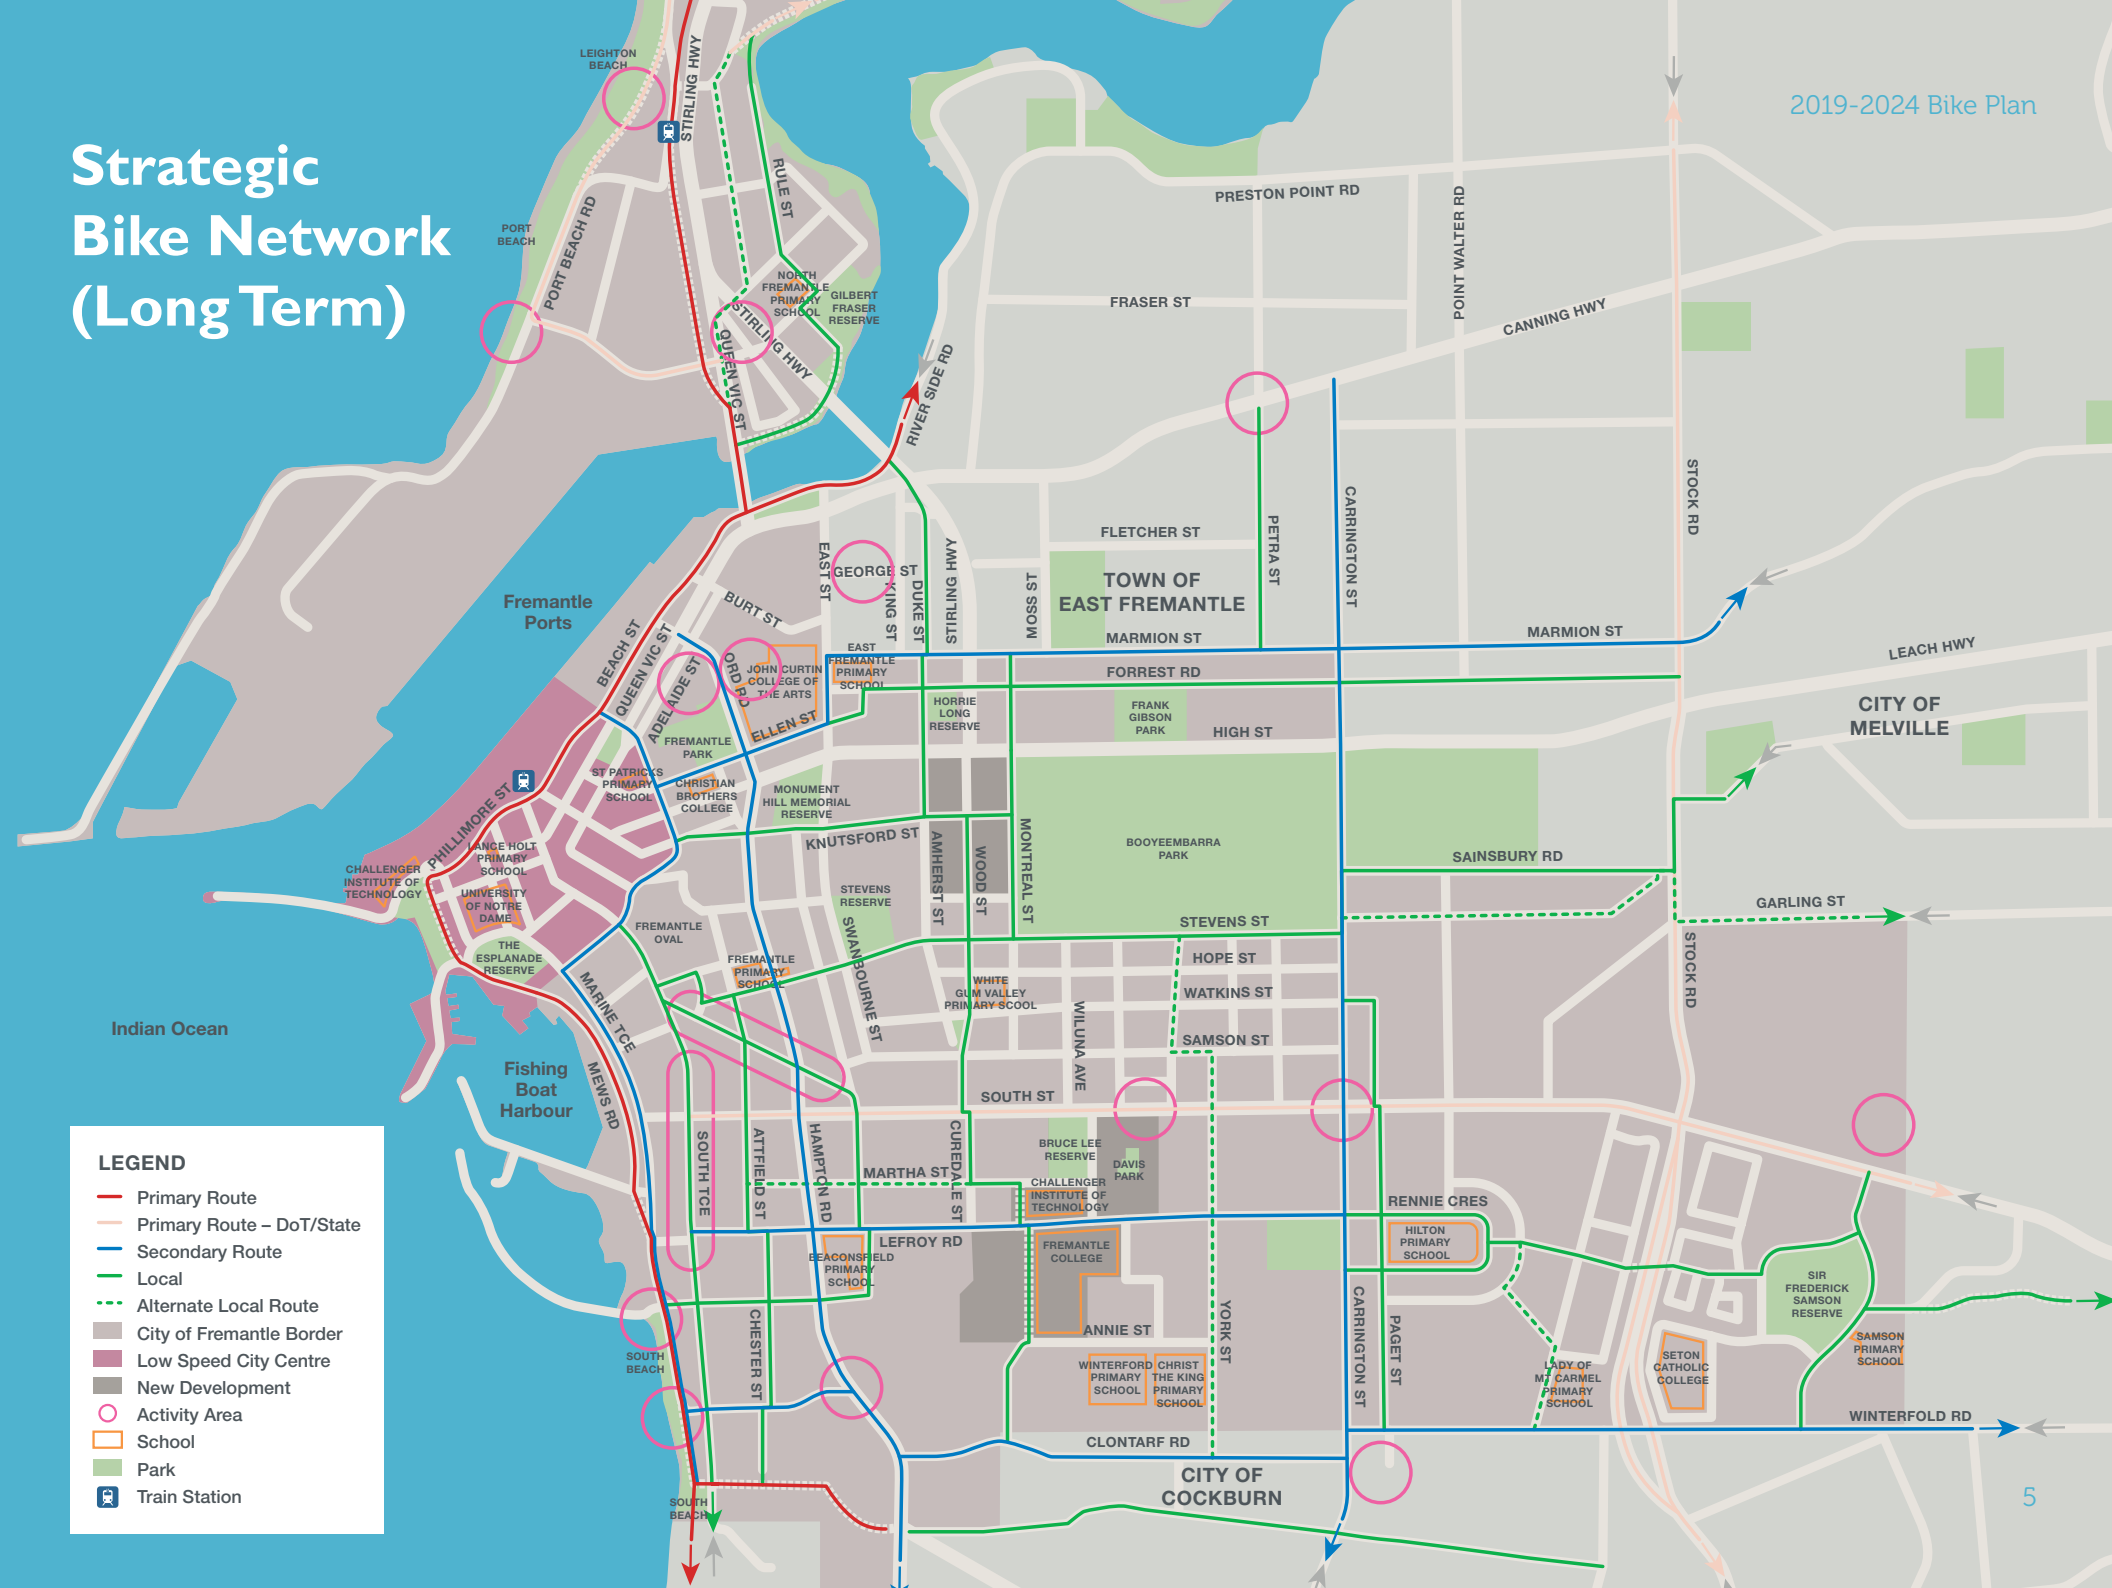 Strategic
Bike Network
(Long Term)
2019-2024 Bike Plan
LEIGHTON
BEACH
STIRLING HWY
RULE ST
PORT
BEACH
PORT BEACH RD
NORTH
FREMANTLE
PRIMARY
SCHOOL
GILBERT
FRASER
RESERVE
STIRLING HWY
QUEEN VIC ST
RIVER SIDE RD
PRESTON POINT RD
POINT WALTER RD
FRASER ST
CANNING HWY
STOCK RD
CARRINGTON ST
PETRA ST
FLETCHER ST
TOWN OF
EAST FREMANTLE
MOSS ST
STIRLING HWY
EAST ST
GEORGE ST
KING ST
DUKE ST
BURT ST
Fremantle
Ports
BEACH ST
QUEEN VIC ST
ADELAIDE ST
ORD RD
JOHN CURTIN
COLLEGE OF
THE ARTS
EAST
FREMANTLE
PRIMARY
SCHOOL
MARMION ST
MARMION ST
FORREST RD
LEACH HWY
CITY OF
MELVILLE
HORRIE
LONG
RESERVE
FRANK
GIBSON
PARK
HIGH ST
ELLEN ST
FREMANTLE
PARK
ST PATRICKS
PRIMARY
SCHOOL
CHRISTIAN
BROTHERS
COLLEGE
MONUMENT
HILL MEMORIAL
RESERVE
KNUTSFORD ST
PHILLIMORE ST
LANCE HOLT
PRIMARY
SCHOOL
CHALLENGER
INSTITUTE OF
TECHNOLOGY
UNIVERSITY
OF NOTRE
DAME
THE
ESPLANADE
RESERVE
FREMANTLE
OVAL
FREMANTLE
PRIMARY
SCHOOL
STEVENS
RESERVE
SWANBOURNE ST
AMHERST ST
WOOD ST
MONTREAL ST
BOOYEEMBARRA
PARK
SAINSBURY RD
GARLING ST
STEVENS ST
HOPE ST
WATKINS ST
SAMSON ST
WHITE
GUM VALLEY
PRIMARY SCOOL
WILUNA AVE
STOCK RD
Indian Ocean
Fishing
Boat
Harbour
MARINE TCE
MEWS RD
SOUTH ST
SOUTH TCE
ATTFIELD ST
HAMPTON RD
MARTHA ST
CUREDALE ST
BRUCE LEE
RESERVE
DAVIS
PARK
CHALLENGER
INSTITUTE OF
TECHNOLOGY
RENNIE CRES
HILTON
PRIMARY
SCHOOL
LEFROY RD
BEACONSFIELD
PRIMARY
SCHOOL
FREMANTLE
COLLEGE
SIR
FREDERICK
SAMSON
RESERVE
SAMSON
PRIMARY
SCHOOL
CHESTER ST
ANNIE ST
YORK ST
CARRINGTON ST
PAGET ST
WINTERFORD
PRIMARY
SCHOOL
CHRIST
THE KING
PRIMARY
SCHOOL
LADY OF
MT CARMEL
PRIMARY
SCHOOL
SETON
CATHOLIC
COLLEGE
SOUTH
BEACH
WINTERFOLD RD
CLONTARF RD
CITY OF
COCKBURN
SOUTH
BEACH
LEGEND
Primary Route
Primary Route – DoT/State
Secondary Route
Local
Alternate Local Route
City of Fremantle Border
Low Speed City Centre
New Development
Activity Area
School
Park
Train Station
5